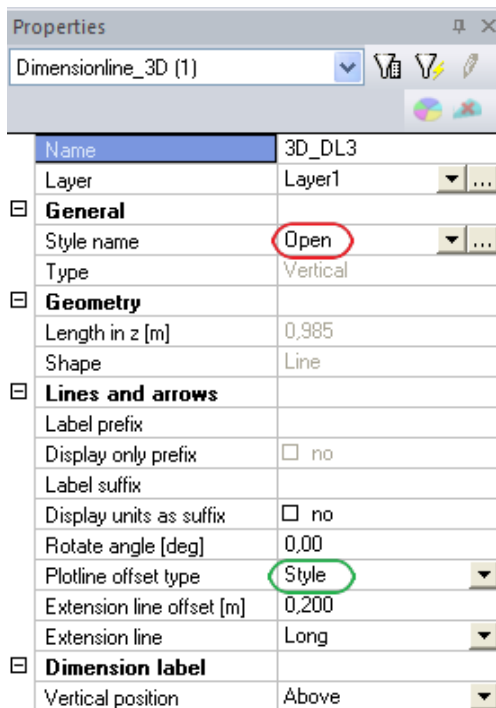 Properties
Dimensionline_3D (1)
Name 3D_DL3
Layer Layer1 ...
General
Style name Open ...
Type Vertical
Geometry
Length in z [m] 0,985
Shape Line
Lines and arrows
Label prefix
Display only prefix no
Label suffix
Display units as suffix no
Rotate angle [deg] 0,00
Plotline offset type Style
Extension line offset [m] 0,200
Extension line Long
Dimension label
Vertical position Above